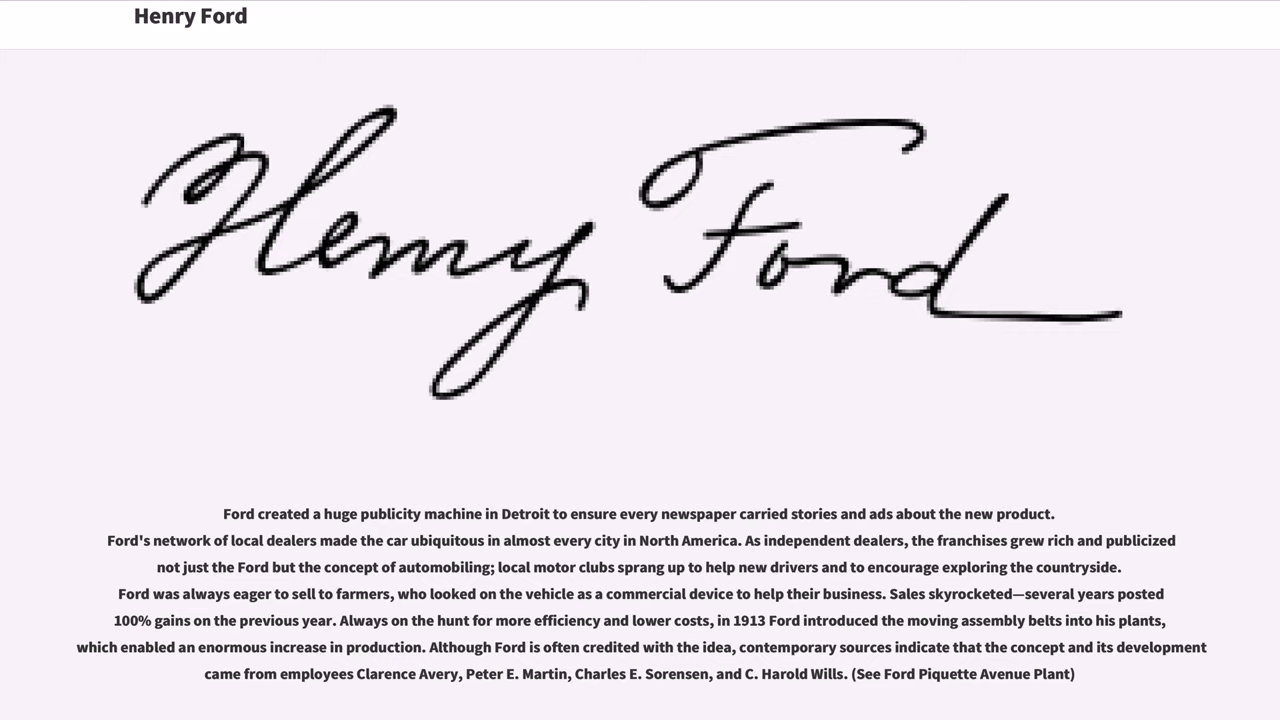 Henry Ford
Henry Ford
Ford created a huge publicity machine in Detroit to ensure every newspaper carried stories and ads about the new product.
Ford's network of local dealers made the car ubiquitous in almost every city in North America. As independent dealers, the franchises grew rich and publicized
not just the Ford but the concept of automobiling; local motor clubs sprang up to help new drivers and to encourage exploring the countryside.
Ford was always eager to sell to farmers, who looked on the vehicle as a commercial device to help their business. Sales skyrocketed—several years posted
100% gains on the previous year. Always on the hunt for more efficiency and lower costs, in 1913 Ford introduced the moving assembly belts into his plants,
which enabled an enormous increase in production. Although Ford is often credited with the idea, contemporary sources indicate that the concept and its development
came from employees Clarence Avery, Peter E. Martin, Charles E. Sorensen, and C. Harold Wills. (See Ford Piquette Avenue Plant)